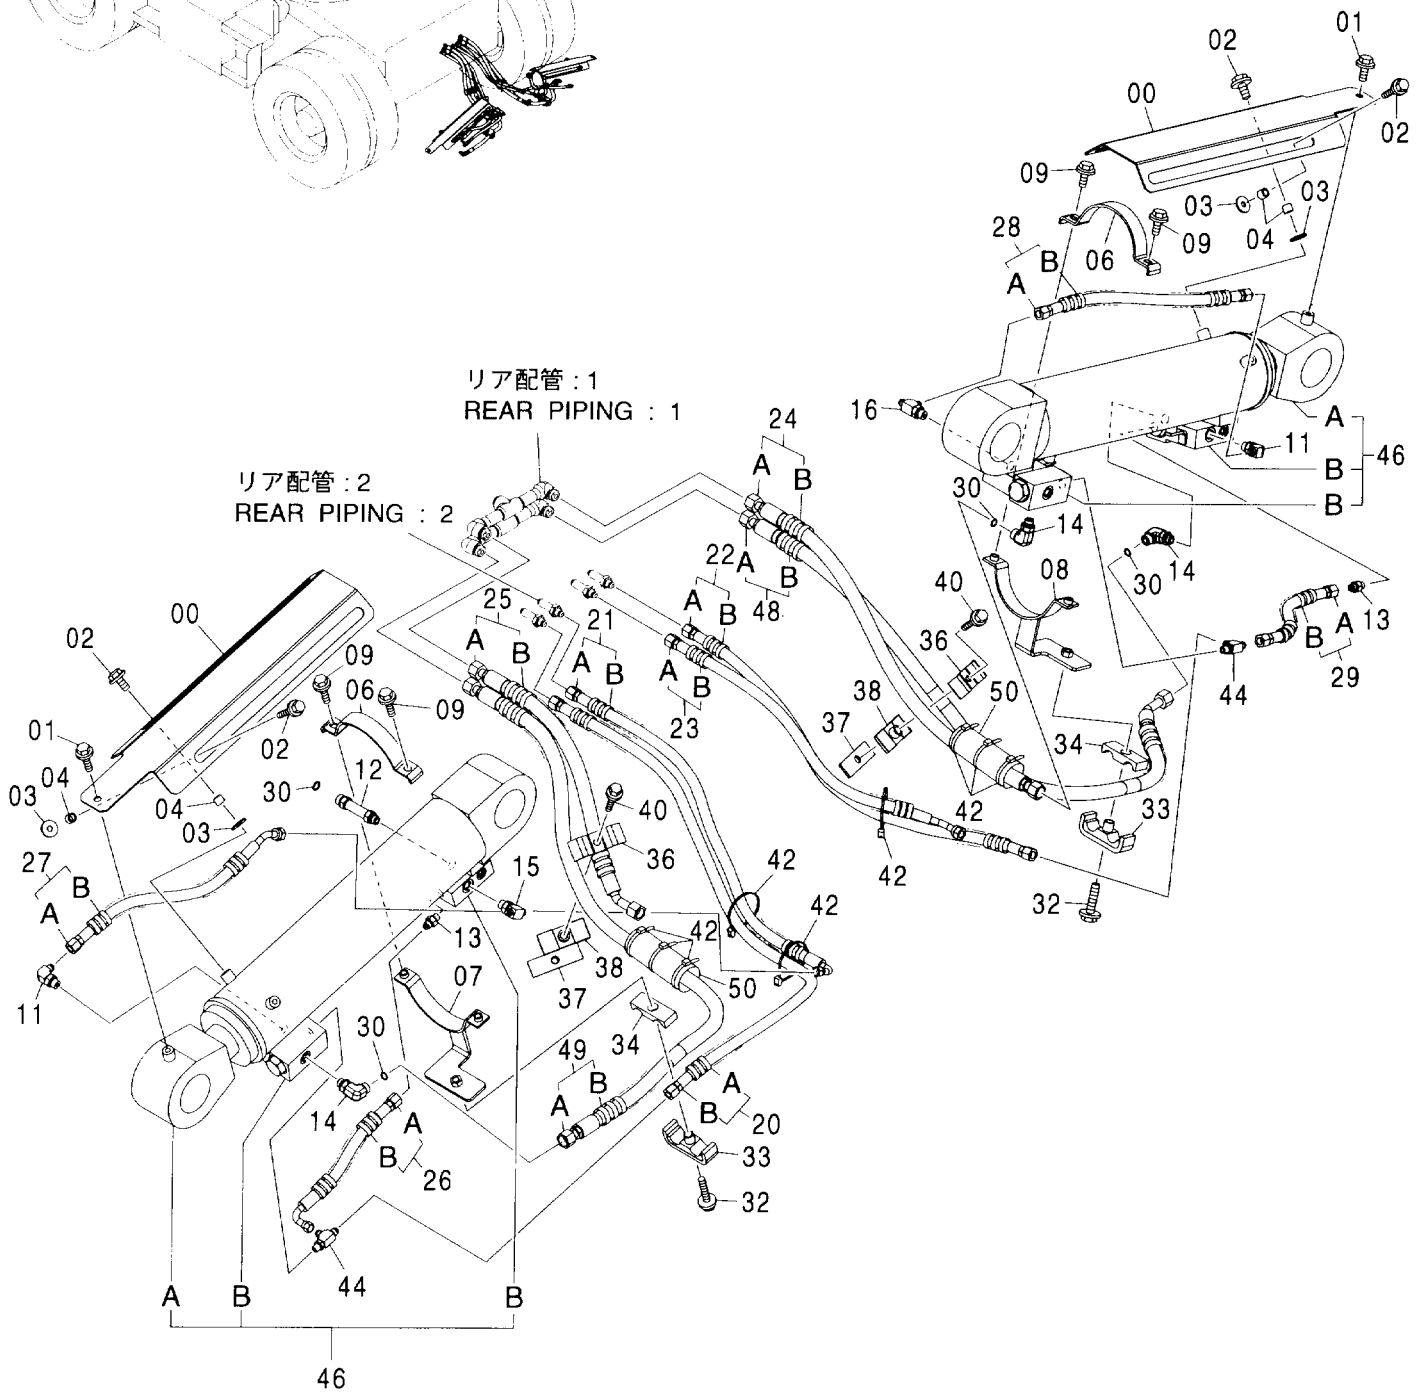 01
02
00
02
09
03
03
28
B
06
09
04
A
リア配管 : 1
REAR PIPING : 1
16
24
A
11
46
A
B
B
リア配管 : 2
REAR PIPING : 2
30
14
B
22
A
B
48
08
30
14
40
00
25
21
A
B
36
13
A
B
02
09
A
B
A
B
A
B
44
29
06
38
50
01
09
23
37
02
34
04
12
30
03
04
40
03
42
33
27
36
42
B
15
42
42
A
32
13
42
38
11
07
50
37
30
34
49
B
A
14
A
A
B
20
B
26
33
32
44
A
B
B
46